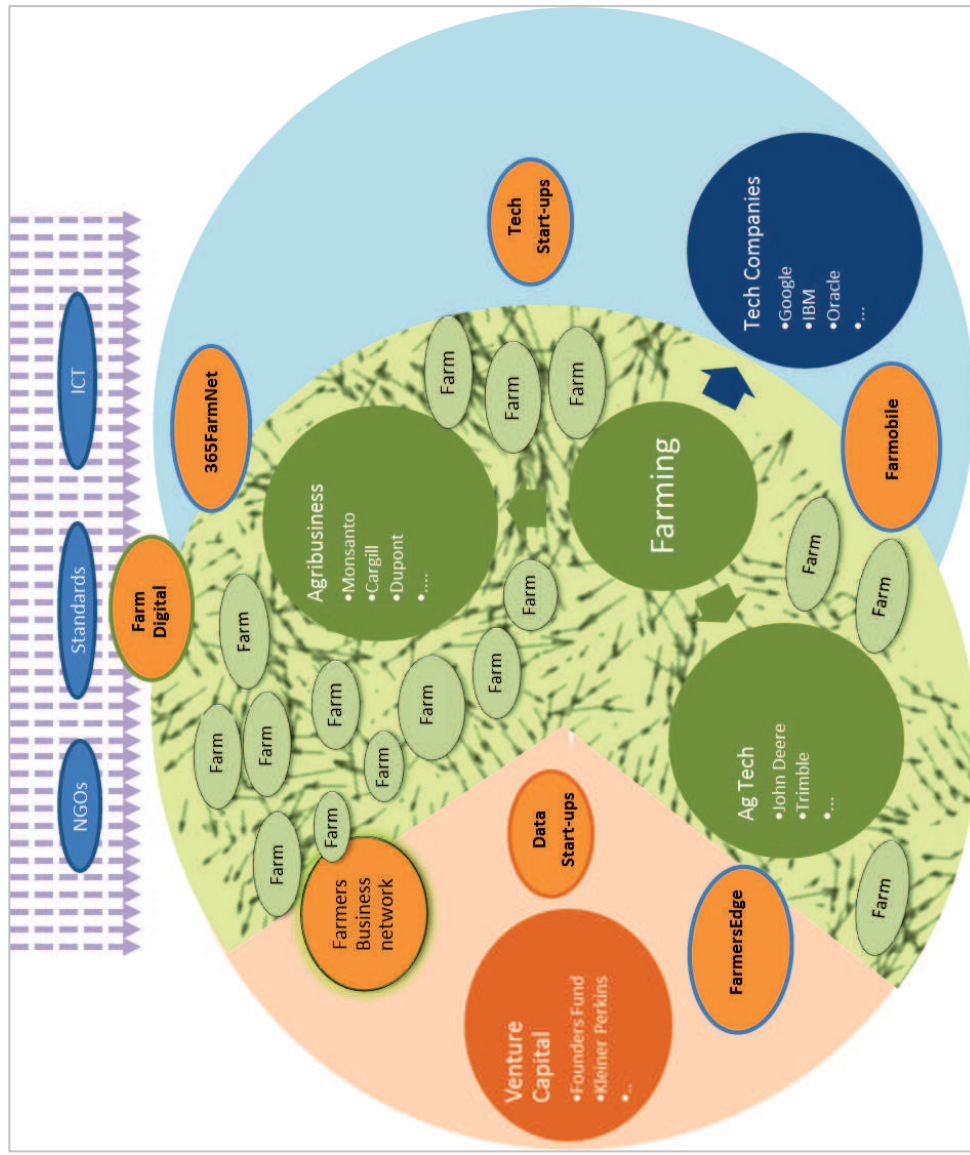 NGOs
Standards
ICT
Farm
Digital
365FarmNet
Farm
Farm
Farm
Farm
Farm
Farm
Farmers
Business
network
Agribusiness
•Monsanto
•Cargill
•Dupont
•....
Farm
Farm
Farm
Farm
Farm
Farm
Tech
Start-ups
Data
Start-ups
Venture
Capital
•Founders Fund
•Kleiner Perkins
•..
Farm
Farming
FarmersEdge
Ag Tech
•John Deere
•Trimble
•....
Tech Companies
•Google
•IBM
•Oracle
•...
Farm
Farm
Farm
Farmobile